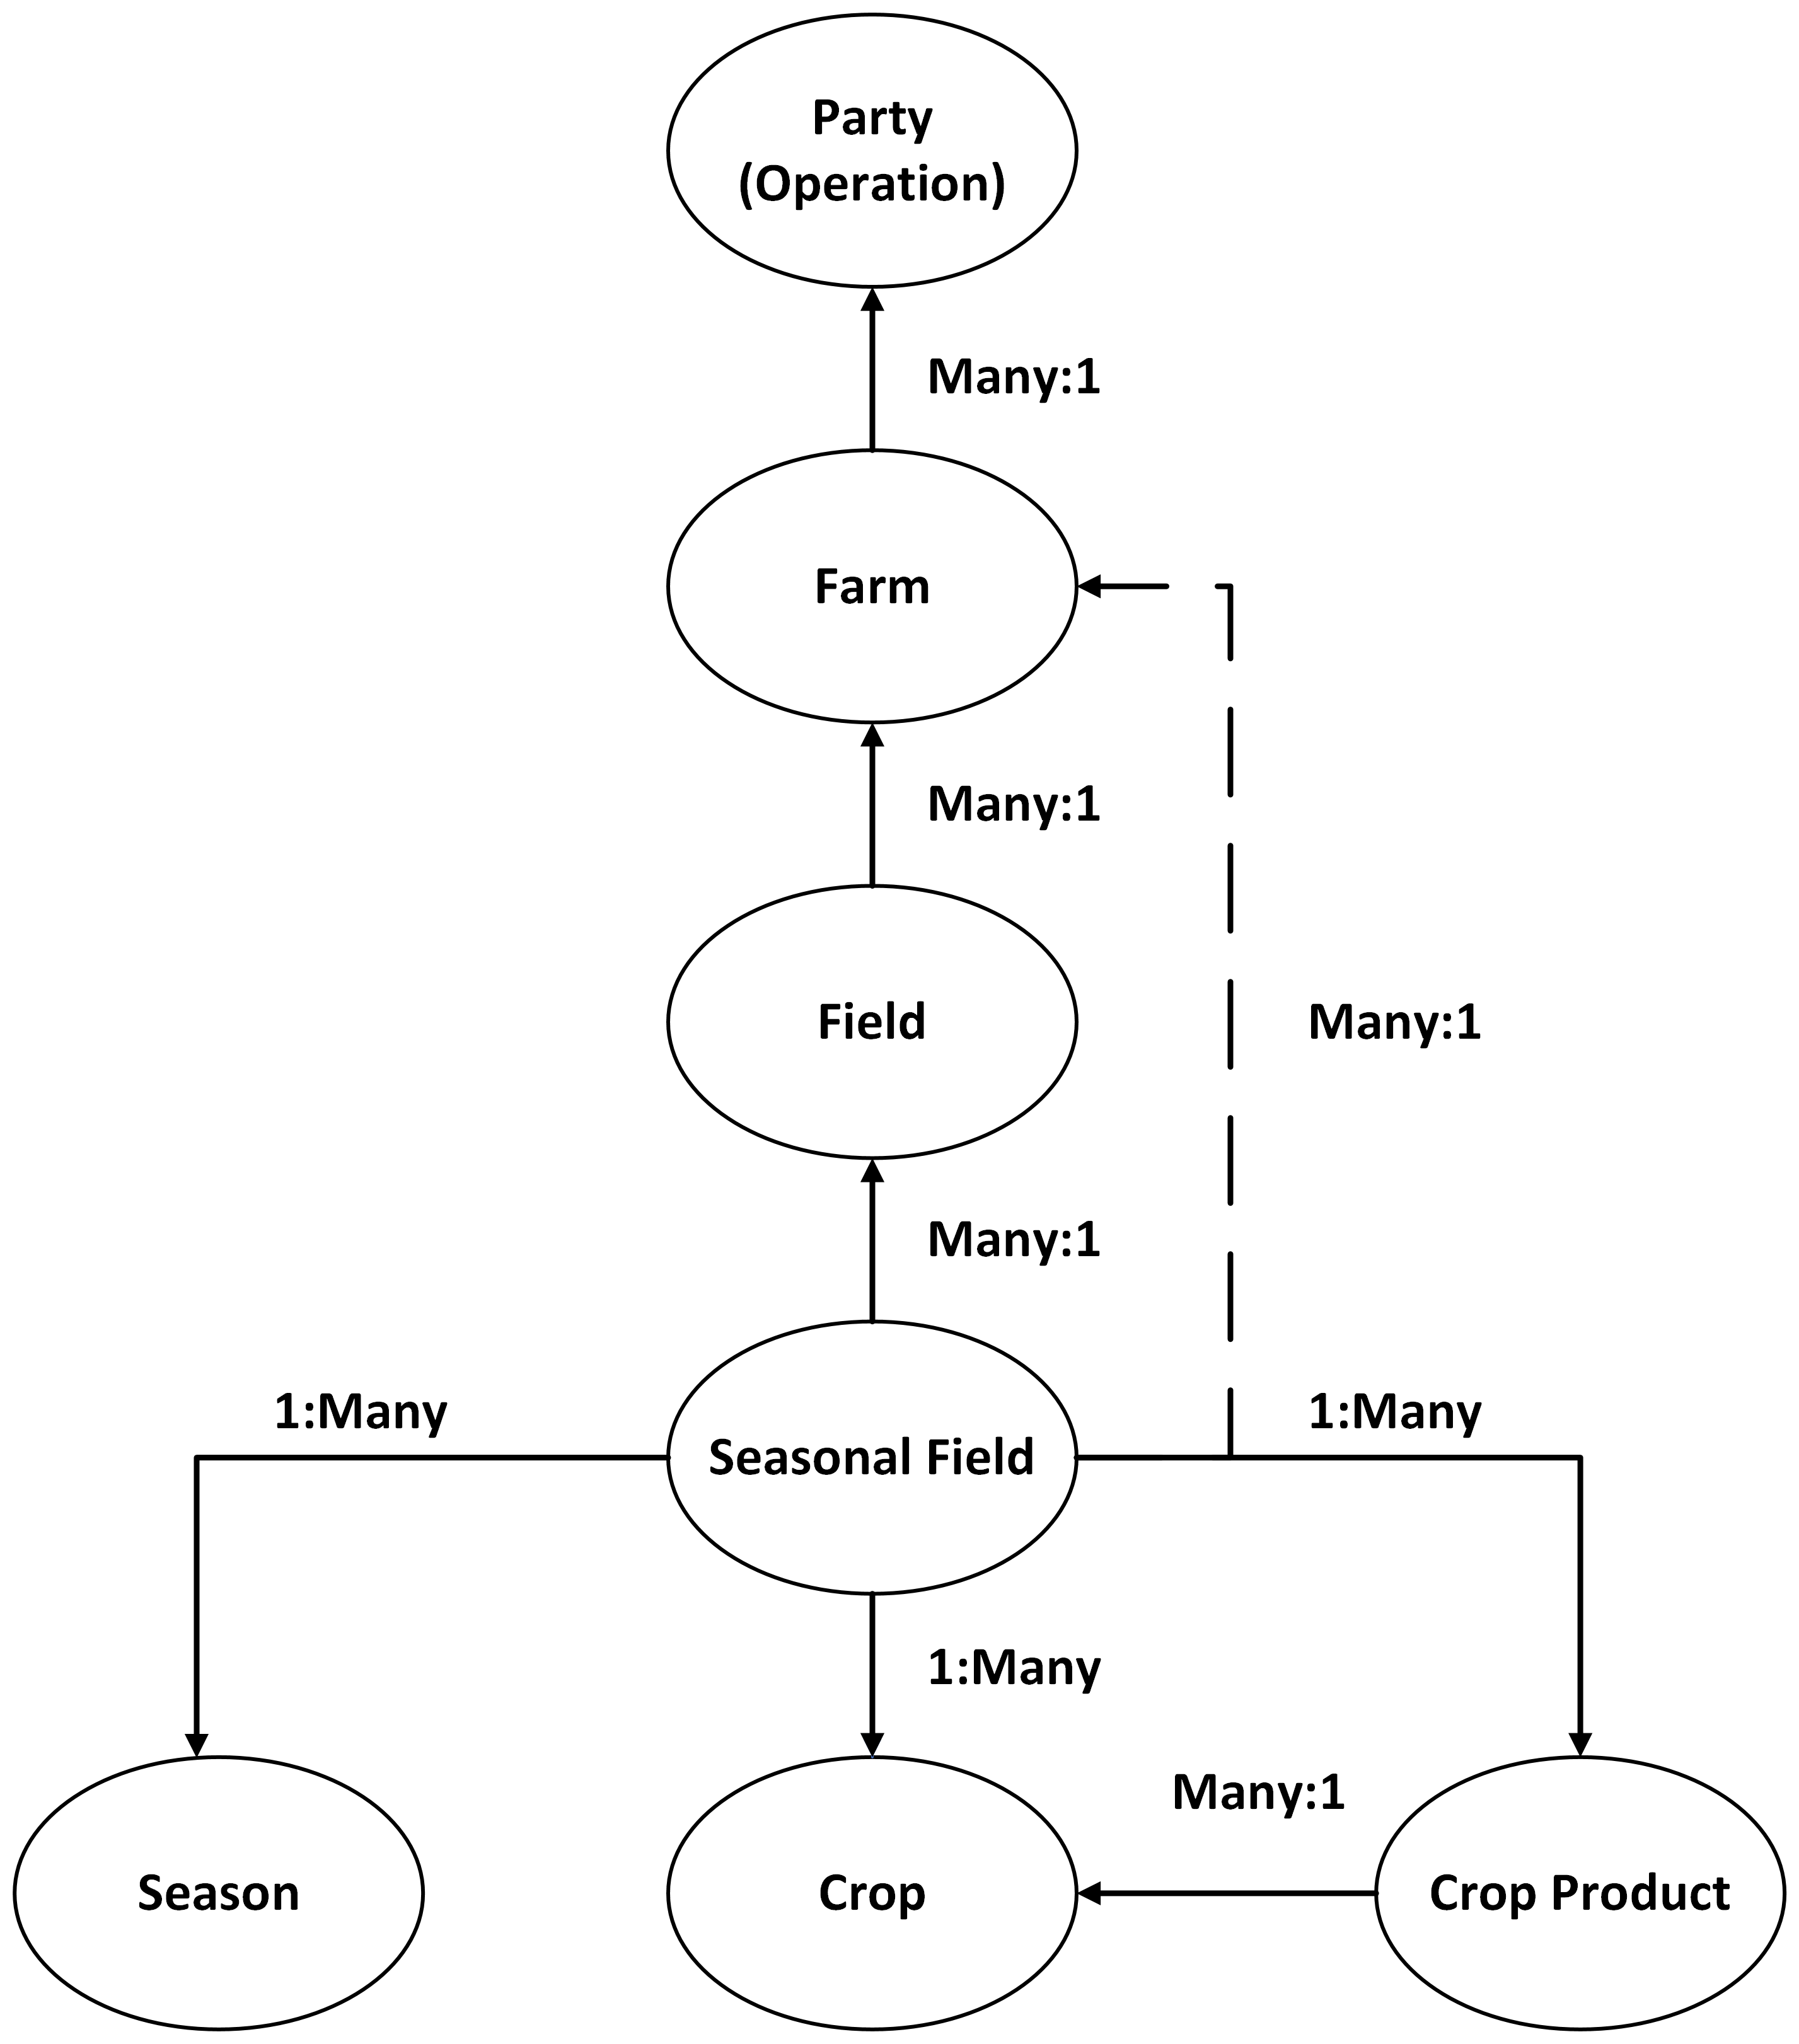 Party
(Operation)
Many:1
Farm
Many:1
Field
Many:1
Many:1
1:Many
Seasonal Field
1:Many
1:Many
Many:1
Season
Crop
Crop Product